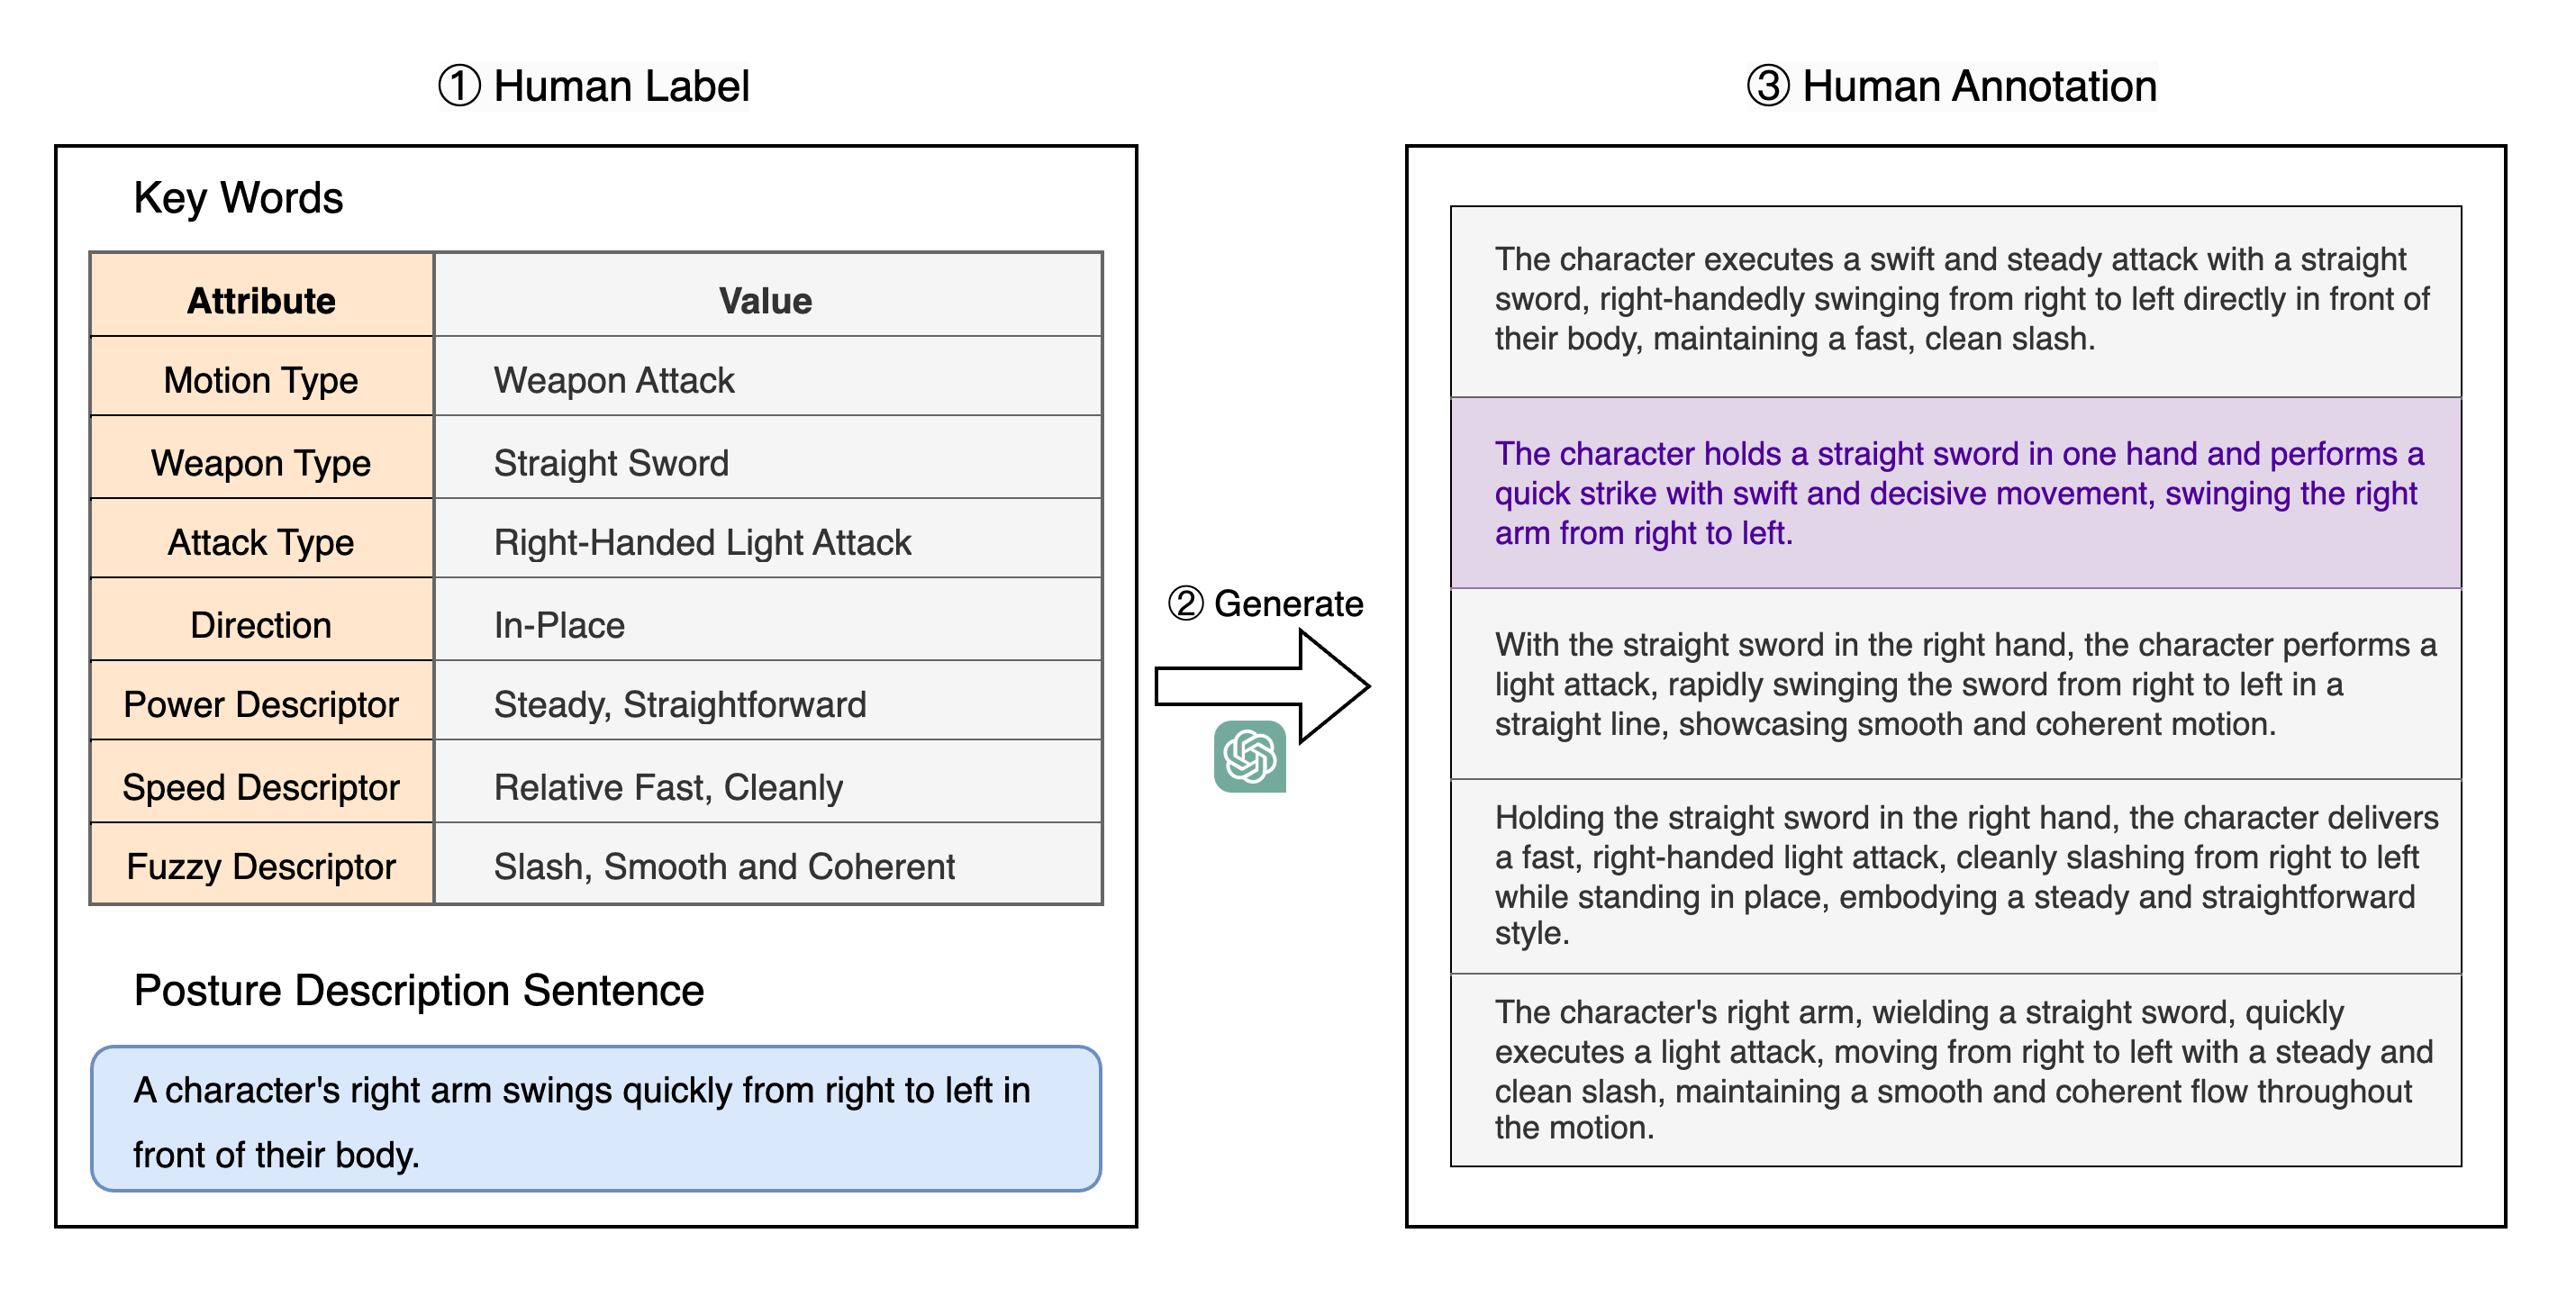 ① Human Label
Key Words
Attribute Value
Motion Type Weapon Attack
Weapon Type Straight Sword
Attack Type Right-Handed Light Attack
Direction In-Place
Power Descriptor Steady, Straightforward
Speed Descriptor Relative Fast, Cleanly
Fuzzy Descriptor Slash, Smooth and Coherent
Posture Description Sentence
A character's right arm swings quickly from right to left in
front of their body.
② Generate
③ Human Annotation
The character executes a swift and steady attack with a straight
sword, right-handedly swinging from right to left directly in front of
their body, maintaining a fast, clean slash.
The character holds a straight sword in one hand and performs a
quick strike with swift and decisive movement, swinging the right
arm from right to left.
With the straight sword in the right hand, the character performs a
light attack, rapidly swinging the sword from right to left in a
straight line, showcasing smooth and coherent motion.
Holding the straight sword in the right hand, the character delivers
a fast, right-handed light attack, cleanly slashing from right to left
while standing in place, embodying a steady and straightforward
style.
The character's right arm, wielding a straight sword, quickly
executes a light attack, moving from right to left with a steady and
clean slash, maintaining a smooth and coherent flow throughout
the motion.